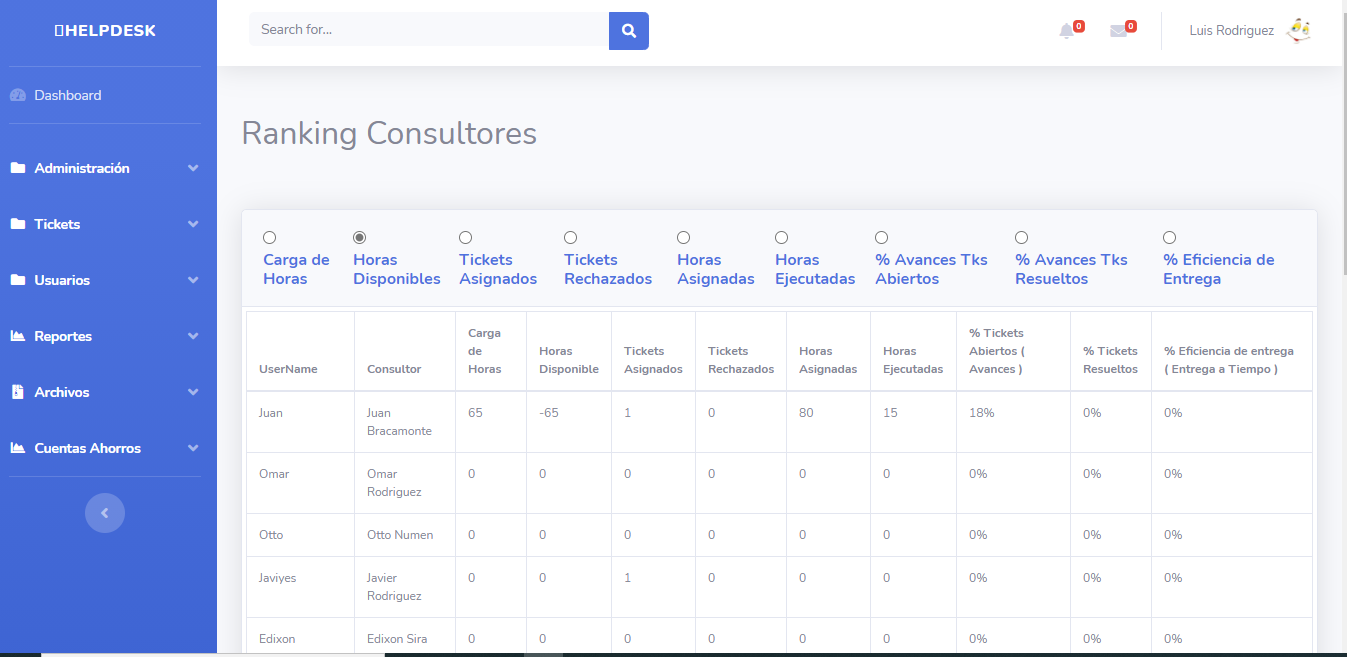 HELPDESK
Search for...
0
0
Luis Rodriguez
Dashboard
Administración
Tickets
Usuarios
Reportes
Archivos
Cuentas Ahorros
Ranking Consultores
Carga de
Horas
Horas
Disponibles
Tickets
Asignados
Tickets
Rechazados
Horas
Asignadas
Horas
Ejecutadas
% Avances Tks
Abiertos
% Avances Tks
Resueltos
% Eficiencia de
Entrega
UserName
Consultor
Carga
de
Horas
Horas
Disponible
Tickets
Asignados
Tickets
Rechazados
Horas
Asignadas
Horas
Ejecutadas
% Tickets
Abiertos (
Avances )
% Tickets
Resueltos
% Eficiencia de entrega
( Entrega a Tiempo )
Juan
Juan
Bracamonte
65
-65
1
0
80
15
18%
0%
0%
Omar
Omar
Rodriguez
0
0
0
0
0
0
0%
0%
0%
Otto
Otto Numen
0
0
0
0
0
0
0%
0%
0%
Javiyes
Javier
Rodriguez
0
0
1
0
0
0
0%
0%
0%
Edixon
Edixon Sira
0
0
0
0
0
0
0%
0%
0%